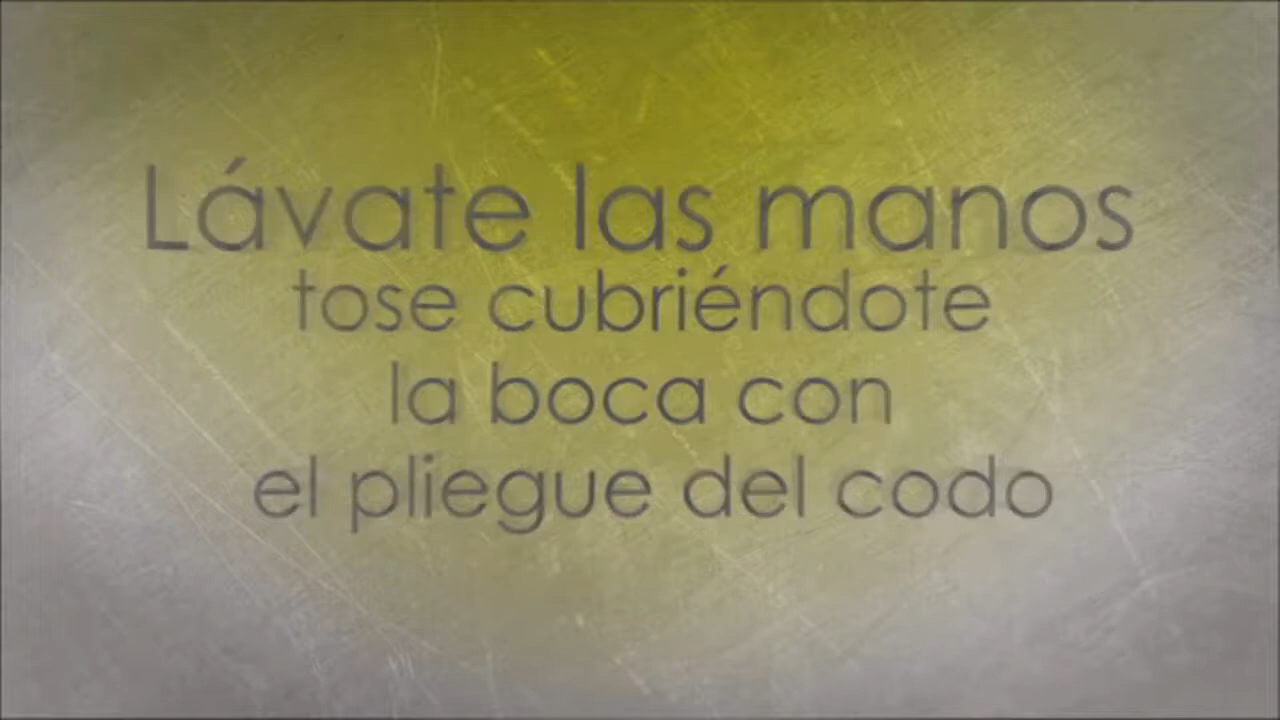 Lávate las manos
tose cubriéndote
la boca con
el pliegue del codo